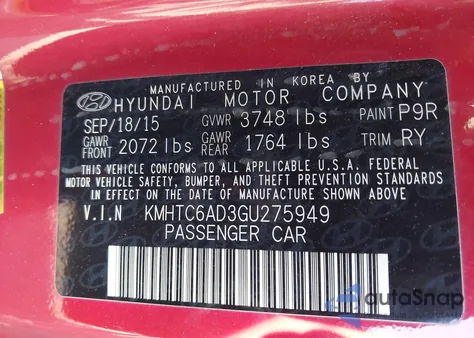 MANUFACTURED IN KOREA BY
HYUNDAI MOTOR COMPANY
SEP/18/15 GVWR 3748 lbs PAINT P9R
GAWR FRONT 2072 lbs GAWR REAR 1764 lbs TRIM RY
THIS VEHICLE CONFORMS TO ALL APPLICABLE U.S.A. FEDERAL
MOTOR VEHICLE SAFETY, BUMPER, AND THEFT PREVENTION STANDARDS
IN EFFECT ON THE DATE OF MANUFACTURE SHOWN ABOVE.
V.I.N KMHTC6AD3GU275949
PASSENGER CAR
autoSnap